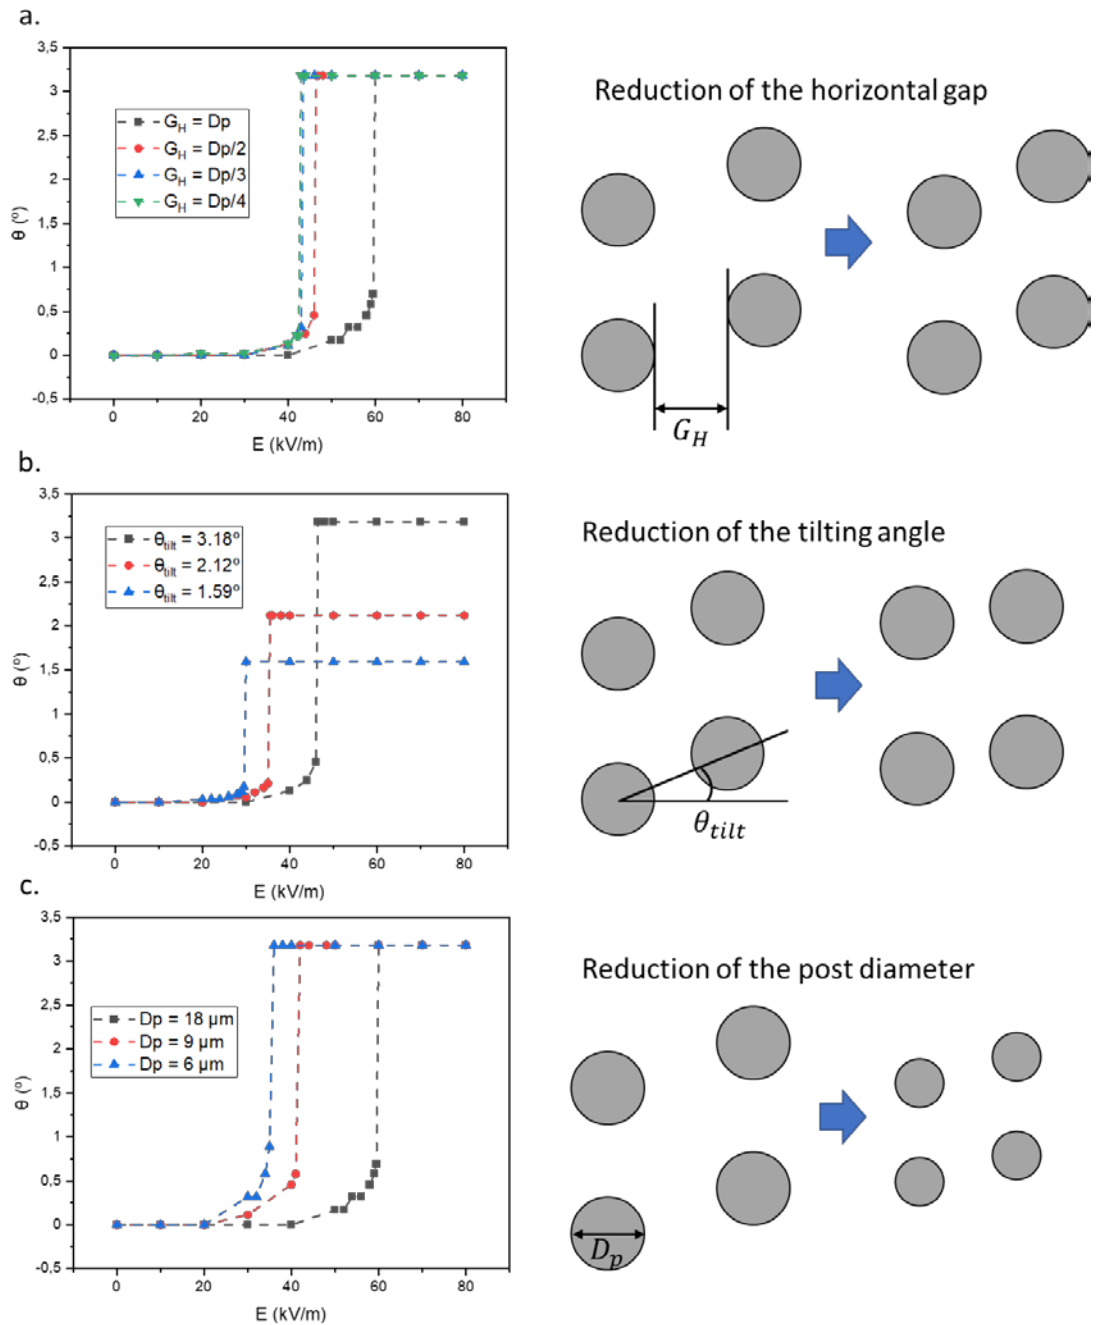 a.
3,5
3
2,5
2
1,5
1
0,5
0
-0,5
θ (º)
G_H = Dp
G_H = Dp/2
G_H = Dp/3
G_H = Dp/4
0 20 40 60 80
E (kV/m)
Reduction of the horizontal gap
G_H
b.
3,5
3
2,5
2
1,5
1
0,5
0
-0,5
θ (º)
θ_tilt = 3.18º
θ_tilt = 2.12º
θ_tilt = 1.59º
0 20 40 60 80
E (kV/m)
Reduction of the tilting angle
θ_tilt
c.
3,5
3
2,5
2
1,5
1
0,5
0
-0,5
θ (º)
Dp = 18 µm
Dp = 9 µm
Dp = 6 µm
0 20 40 60 80
E (kV/m)
Reduction of the post diameter
D_p